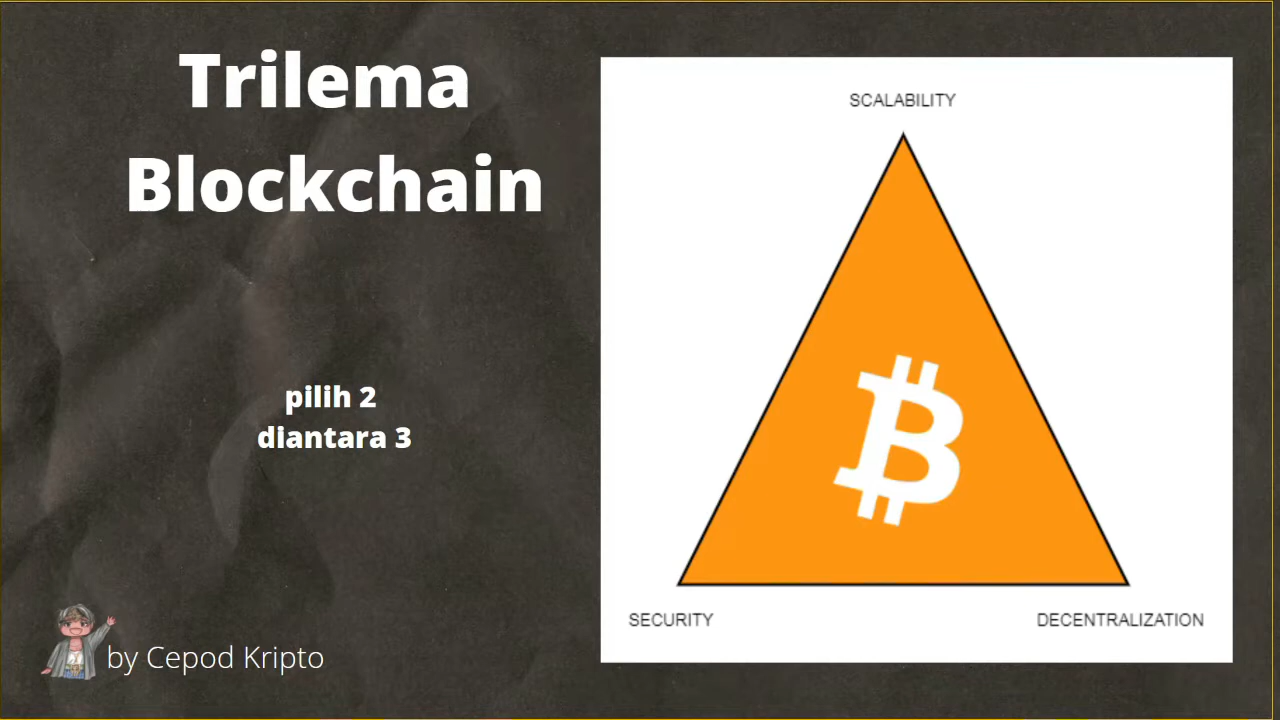 Trilema
Blockchain
pilih 2
diantara 3
by Cepod Kripto
SCALABILITY
SECURITY
DECENTRALIZATION